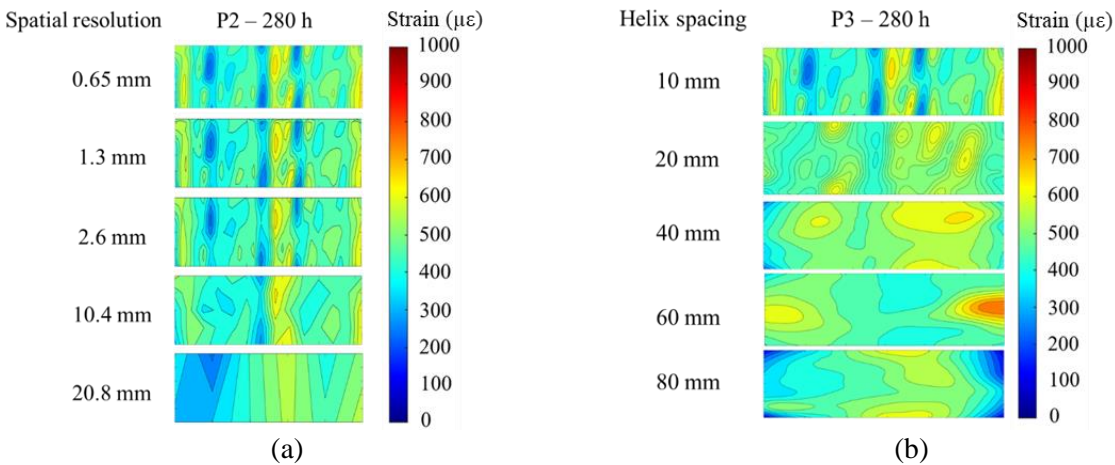 Spatial resolution P2 – 280 h Strain (με)
0.65 mm
1.3 mm
2.6 mm
10.4 mm
20.8 mm
1000
900
800
700
600
500
400
300
200
100
0
(a)
Helix spacing P3 – 280 h Strain (με)
10 mm
20 mm
40 mm
60 mm
80 mm
1000
900
800
700
600
500
400
300
200
100
0
(b)